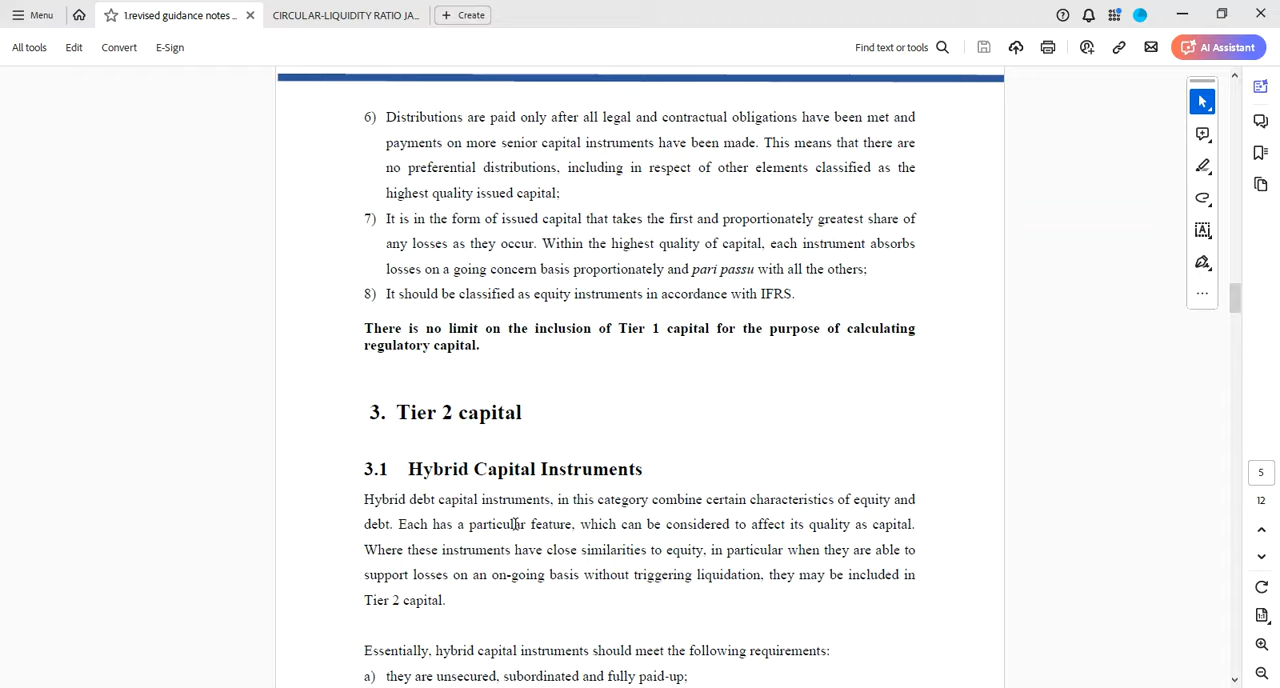 Menu
1.revised guidance notes ...
CIRCULAR-LIQUIDITY RATIO JA...
Create
All tools
Edit
Convert
E-Sign
Find text or tools
AI Assistant
6) Distributions are paid only after all legal and contractual obligations have been met and
payments on more senior capital instruments have been made. This means that there are
no preferential distributions, including in respect of other elements classified as the
highest quality issued capital;
7) It is in the form of issued capital that takes the first and proportionately greatest share of
any losses as they occur. Within the highest quality of capital, each instrument absorbs
losses on a going concern basis proportionately and pari passu with all the others;
8) It should be classified as equity instruments in accordance with IFRS.
There is no limit on the inclusion of Tier 1 capital for the purpose of calculating
regulatory capital.
3. Tier 2 capital
3.1 Hybrid Capital Instruments
Hybrid debt capital instruments, in this category combine certain characteristics of equity and
debt. Each has a particular feature, which can be considered to affect its quality as capital.
Where these instruments have close similarities to equity, in particular when they are able to
support losses on an on-going basis without triggering liquidation, they may be included in
Tier 2 capital.
Essentially, hybrid capital instruments should meet the following requirements:
a) they are unsecured, subordinated and fully paid-up;
5
12